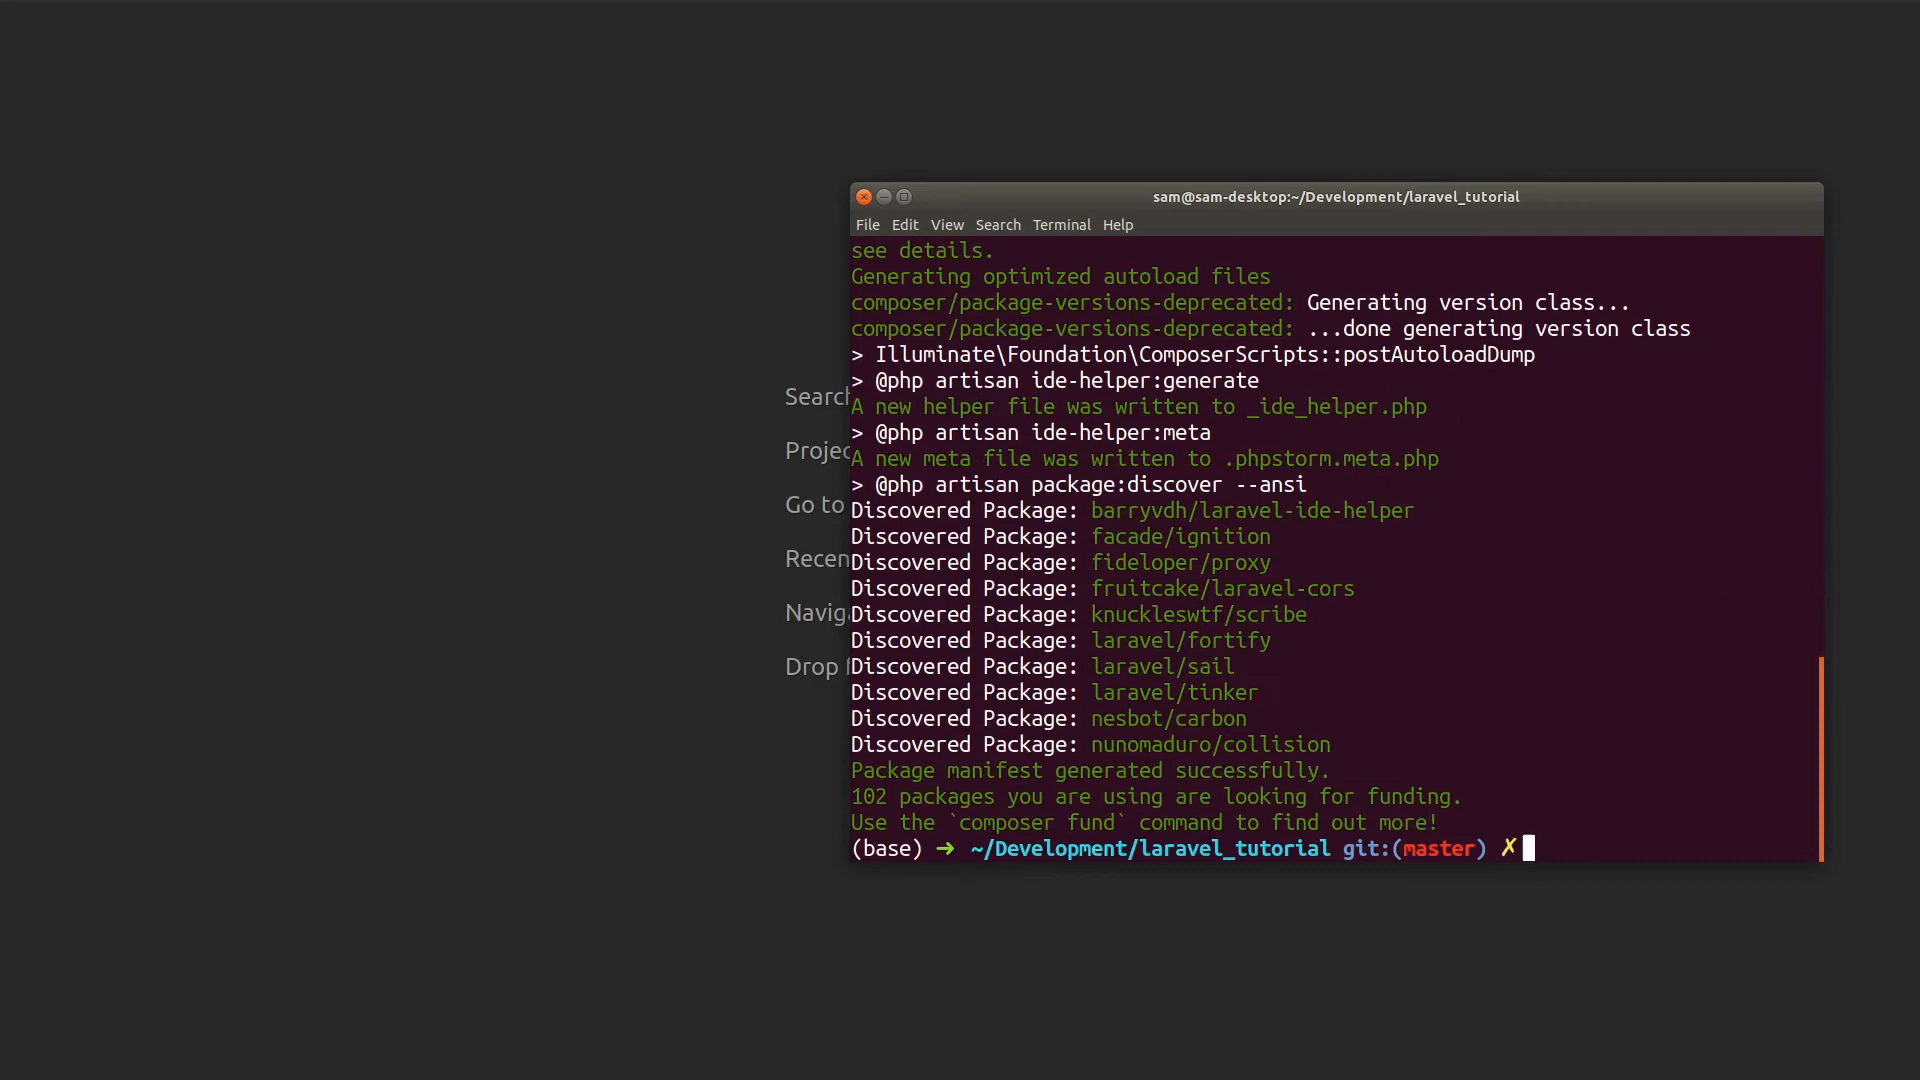 sam@sam-desktop:~/Development/laravel_tutorial
File Edit View Search Terminal Help
see details.
Generating optimized autoload files
composer/package-versions-deprecated: Generating version class...
composer/package-versions-deprecated: ...done generating version class
> Illuminate\Foundation\ComposerScripts::postAutoloadDump
> @php artisan ide-helper:generate
A new helper file was written to _ide_helper.php
> @php artisan ide-helper:meta
A new meta file was written to .phpstorm.meta.php
> @php artisan package:discover --ansi
Discovered Package: barryvdh/laravel-ide-helper
Discovered Package: facade/ignition
Discovered Package: fideloper/proxy
Discovered Package: fruitcake/laravel-cors
Discovered Package: knuckleswtf/scribe
Discovered Package: laravel/fortify
Discovered Package: laravel/sail
Discovered Package: laravel/tinker
Discovered Package: nesbot/carbon
Discovered Package: nunomaduro/collision
Package manifest generated successfully.
102 packages you are using are looking for funding.
Use the `composer fund` command to find out more!
(base) ➜ ~/Development/laravel_tutorial git:(master) ✗
Search
Projec
Go to
Recen
Naviga
Drop